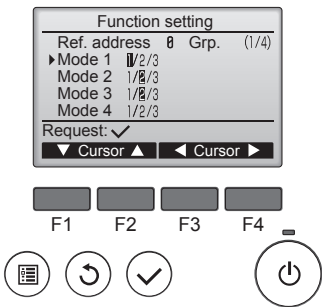 Function setting
Ref. address 0 Grp. (1/4)
Mode 1 1/2/3
Mode 2 1/2/3
Mode 3 1/2/3
Mode 4 1/2/3
Request: ✓
▼ Cursor ▲ ◀ Cursor ▶
F1 F2 F3 F4